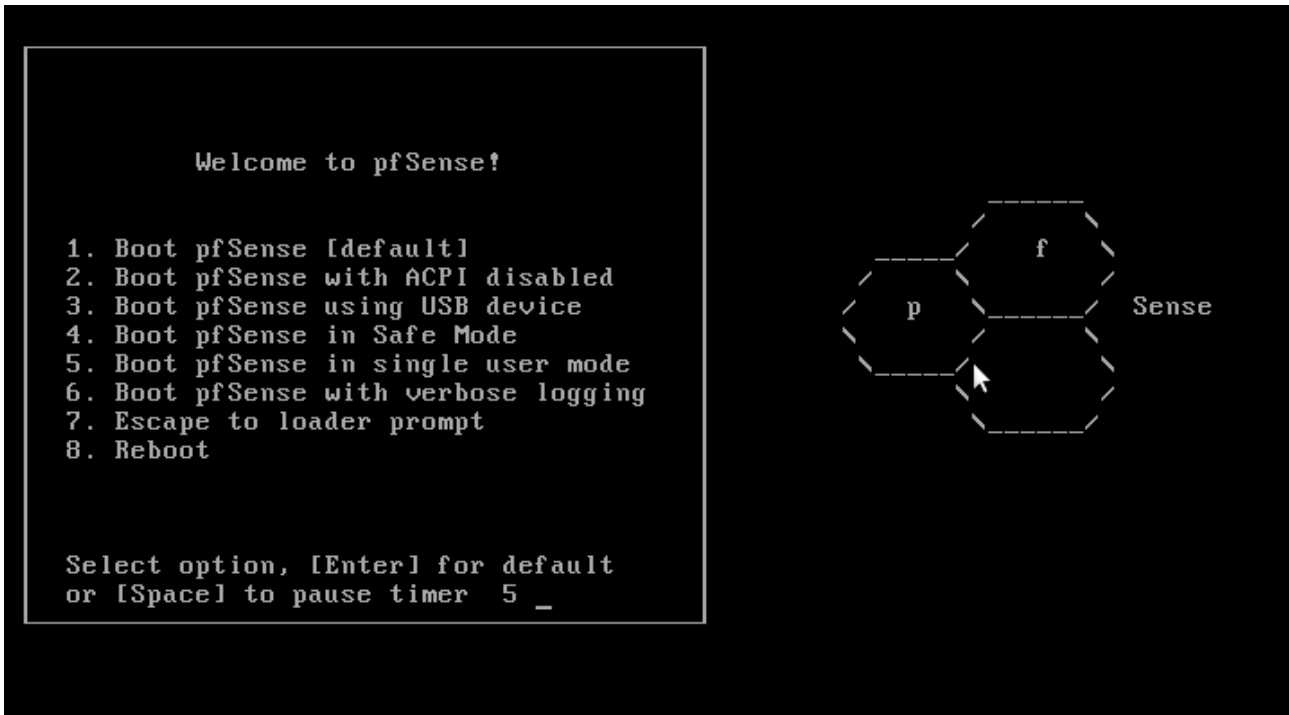 Welcome to pfSense!
1. Boot pfSense [default]
2. Boot pfSense with ACPI disabled
3. Boot pfSense using USB device
4. Boot pfSense in Safe Mode
5. Boot pfSense in single user mode
6. Boot pfSense with verbose logging
7. Escape to loader prompt
8. Reboot
Select option, [Enter] for default
or [Space] to pause timer 5 _
f
p
Sense